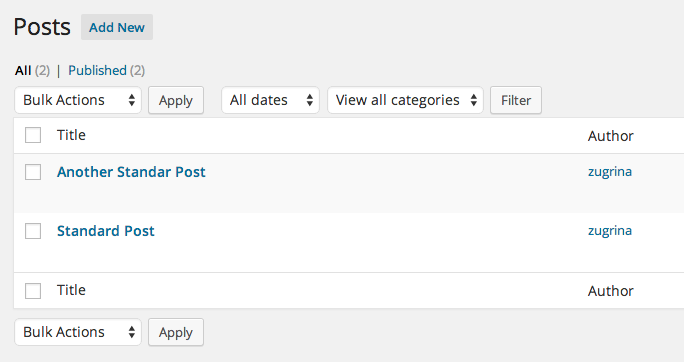 Posts Add New
All (2) | Published (2)
Bulk Actions Apply All dates View all categories Filter
Title Author
Another Standar Post zugrina
Standard Post zugrina
Title Author
Bulk Actions Apply